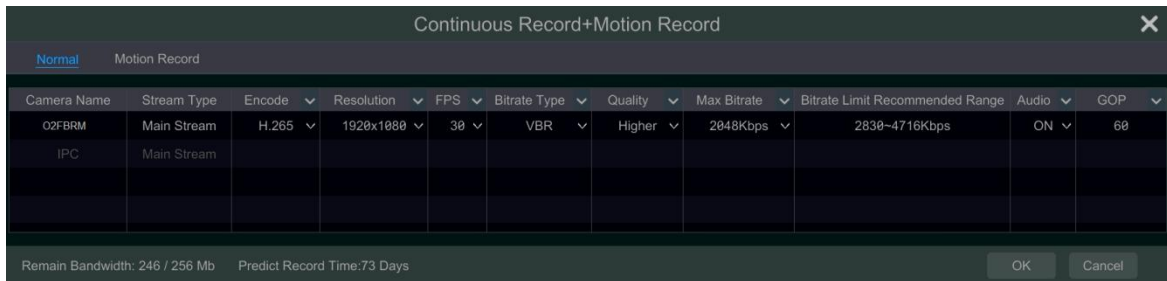 Continuous Record+Motion Record
Normal Motion Record
Camera Name Stream Type Encode Resolution FPS Bitrate Type Quality Max Bitrate Bitrate Limit Recommended Range Audio GOP
O2FBRM Main Stream H.265 1920x1080 30 VBR Higher 2048Kbps 2830~4716Kbps ON 60
IPC Main Stream
Remain Bandwidth: 246 / 256 Mb Predict Record Time:73 Days OK Cancel